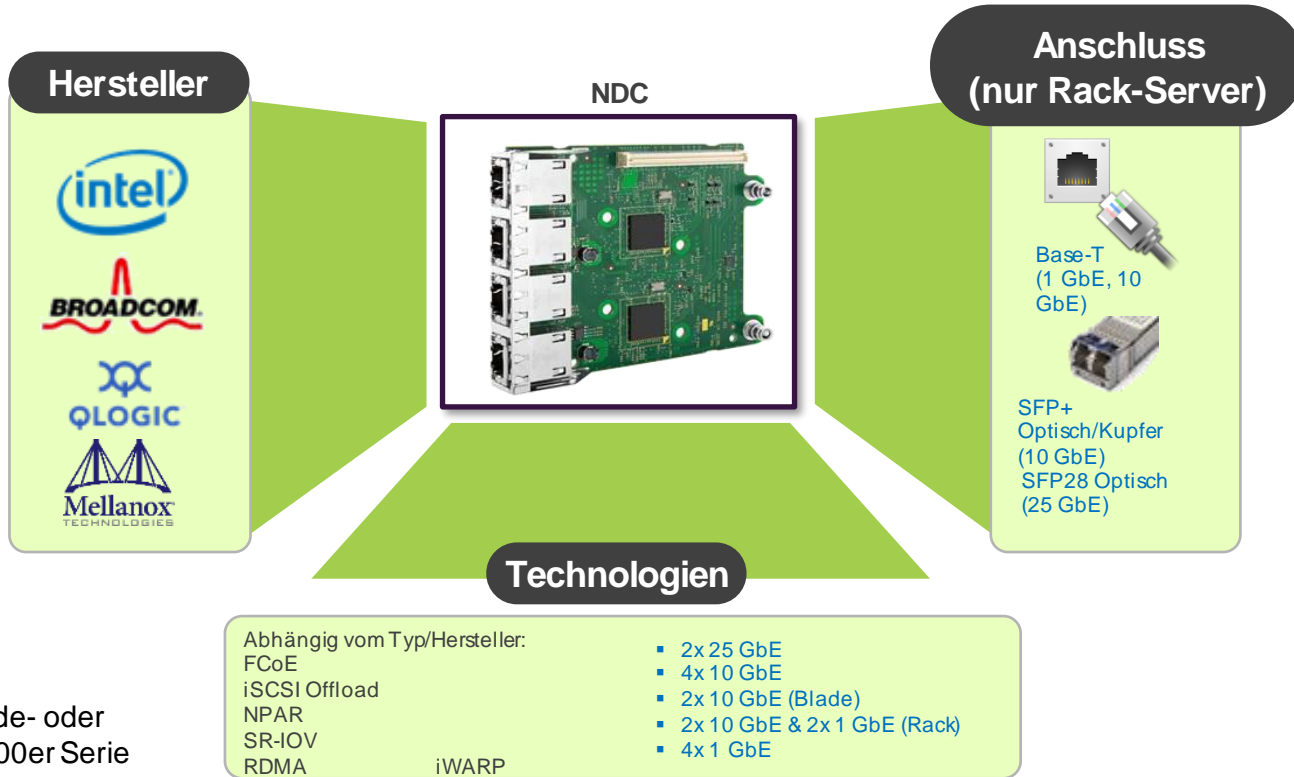 Hersteller
intel
BROADCOM.
QLOGIC
Mellanox
TECHNOLOGIES
NDC
Anschluss
(nur Rack-Server)
Base-T
(1 GbE, 10
GbE)
SFP+
Optisch/Kupfer
(10 GbE)
SFP28 Optisch
(25 GbE)
Technologien
Abhängig vom Typ/Hersteller:
FCoE
iSCSI Offload
NPAR
SR-IOV
RDMA iWARP
2x 25 GbE
4x 10 GbE
2x 10 GbE (Blade)
2x 10 GbE & 2x 1 GbE (Rack)
4x 1 GbE
de- oder
00er Serie